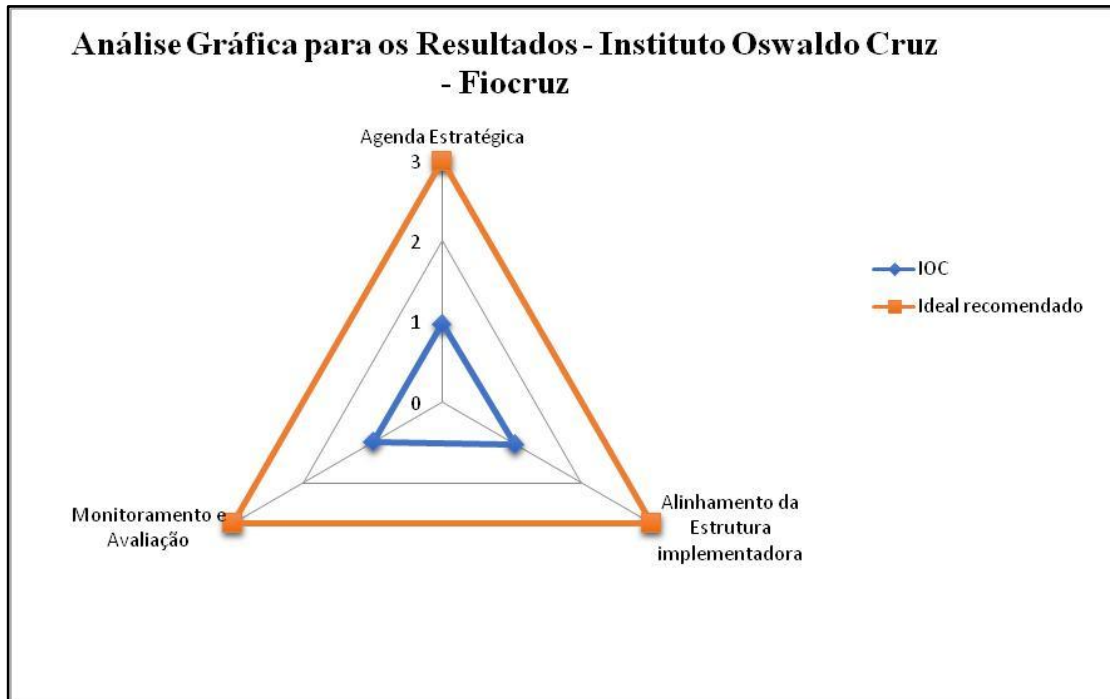 Análise Gráfica para os Resultados - Instituto Oswaldo Cruz
- Fiocruz
Agenda Estratégica
3
2
1
0
IOC
Ideal recomendado
Monitoramento e
Avaliação
Alinhamento da
Estrutura
implementadora